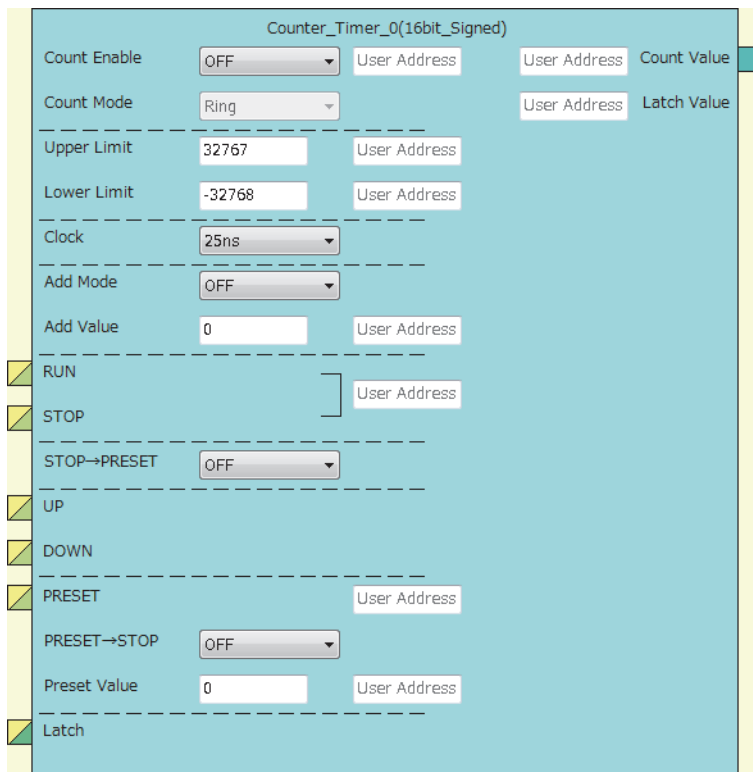 Counter_Timer_0(16bit_Signed)
Count Enable OFF User Address User Address Count Value
Count Mode Ring User Address Latch Value
Upper Limit 32767 User Address
Lower Limit -32768 User Address
Clock 25ns
Add Mode OFF
Add Value 0 User Address
RUN
User Address
STOP
STOP→PRESET OFF
UP
DOWN
PRESET User Address
PRESET→STOP OFF
Preset Value 0 User Address
Latch